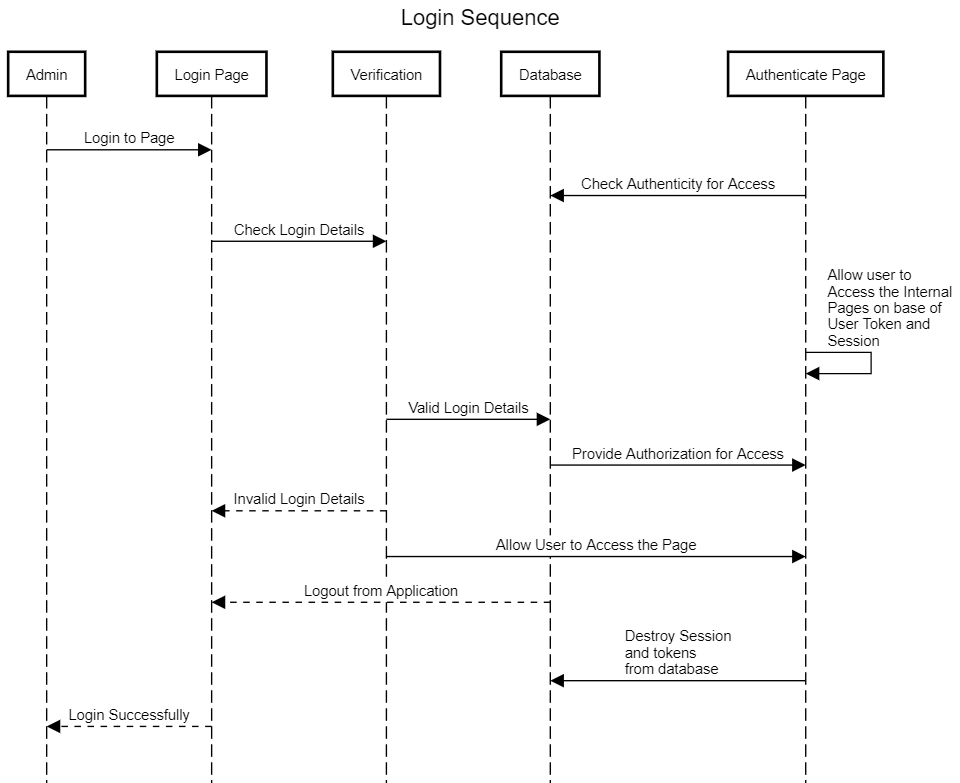 Login Sequence
Admin
Login Page
Verification
Database
Authenticate Page
Login to Page
Check Authenticity for Access
Check Login Details
Allow user to
Access the Internal
Pages on base of
User Token and
Session
Valid Login Details
Provide Authorization for Access
Invalid Login Details
Allow User to Access the Page
Logout from Application
Destroy Session
and tokens
from database
Login Successfully